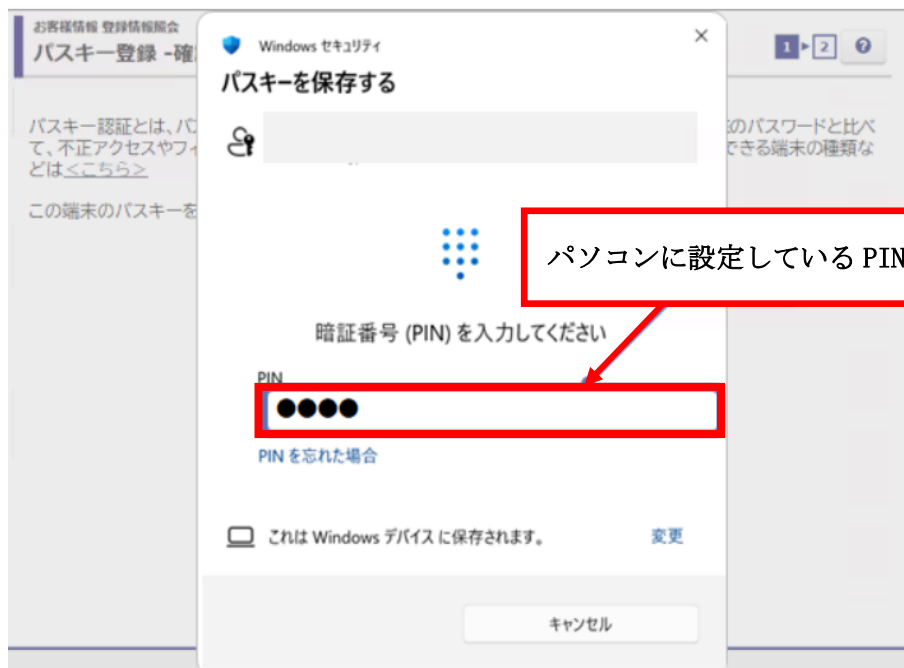 お客様情報 登録情報照会
パスキー登録 -確
1 ▶ 2 ?
Windows セキュリティ
パスキーを保存する
パスキー認証とは、パ
のパスワードと比べ
て、不正アクセスやフィ
できる端末の種類な
どは<こちら>
この端末のパスキーを
パソコンに設定している PIN
暗証番号 (PIN) を入力してください
PIN
●●●●
PIN を忘れた場合
これは Windows デバイス に保存されます。
変更
キャンセル